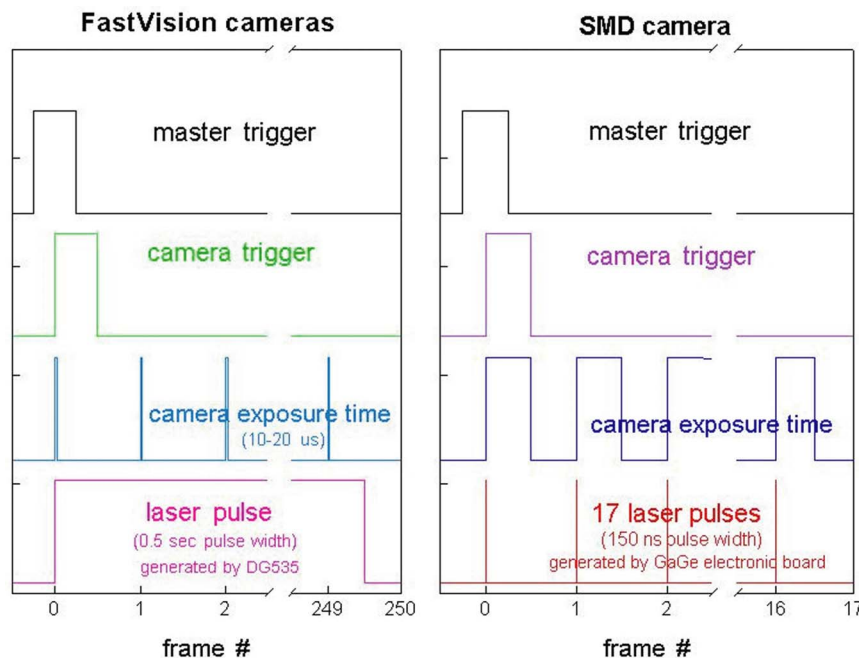 FastVision cameras
master trigger
camera trigger
camera exposure time
(10-20 us)
laser pulse
(0.5 sec pulse width)
generated by DG535
0 1 2 249 250
frame #
SMD camera
master trigger
camera trigger
camera exposure time
17 laser pulses
(150 ns pulse width)
generated by GaGe electronic board
0 1 2 16 17
frame #